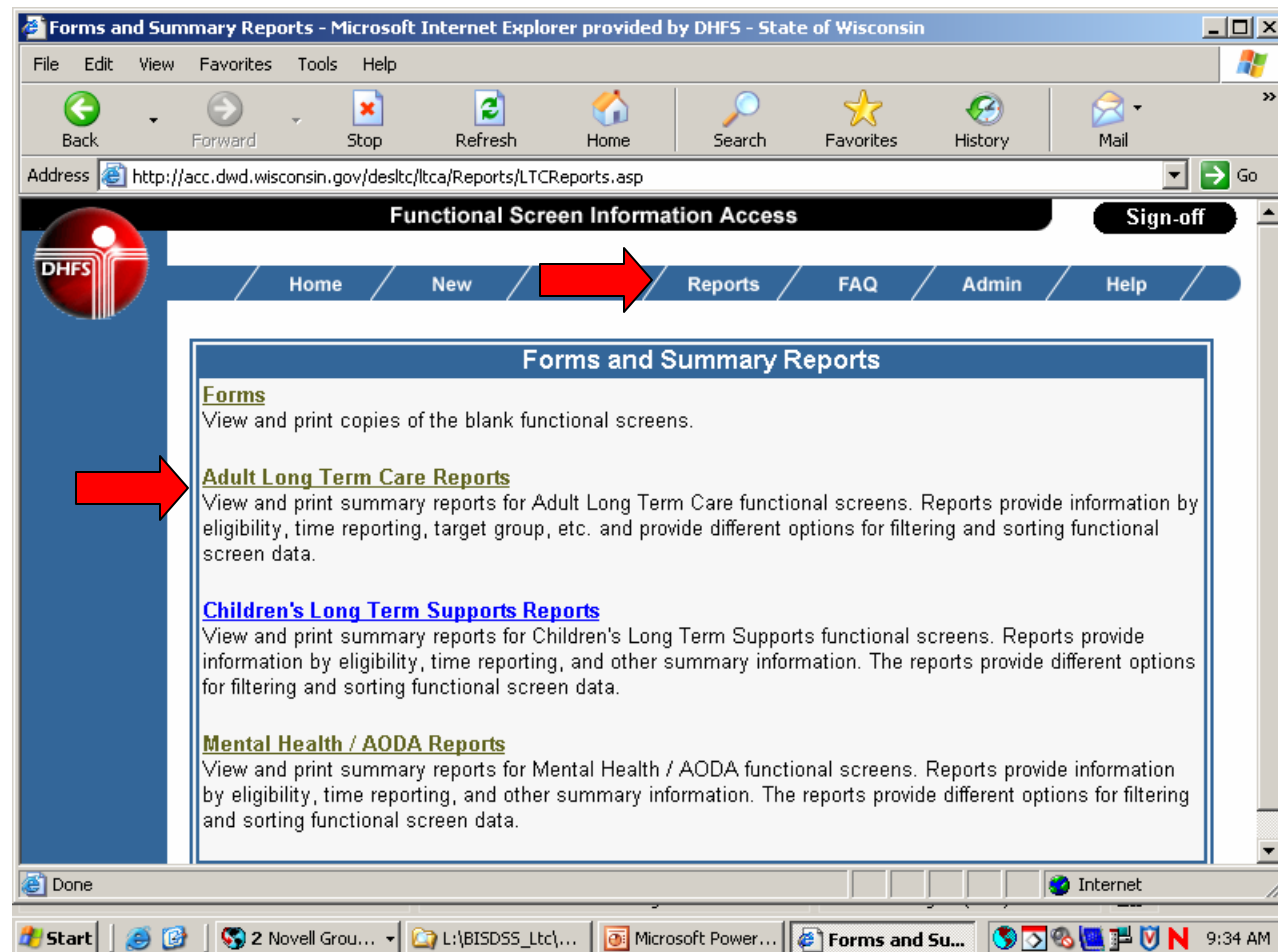 Forms and Summary Reports - Microsoft Internet Explorer provided by DHFS - State of Wisconsin
File Edit View Favorites Tools Help
Back Forward Stop Refresh Home Search Favorites History Mail »
Address http://acc.dwd.wisconsin.gov/desltc/ltca/Reports/LTCReports.asp Go
Functional Screen Information Access Sign-off
DHFS
Home New Reports FAQ Admin Help
Forms and Summary Reports
Forms
View and print copies of the blank functional screens.
Adult Long Term Care Reports
View and print summary reports for Adult Long Term Care functional screens. Reports provide information by
eligibility, time reporting, target group, etc. and provide different options for filtering and sorting functional
screen data.
Children's Long Term Supports Reports
View and print summary reports for Children's Long Term Supports functional screens. Reports provide
information by eligibility, time reporting, and other summary information. The reports provide different options
for filtering and sorting functional screen data.
Mental Health / AODA Reports
View and print summary reports for Mental Health / AODA functional screens. Reports provide information
by eligibility, time reporting, and other summary information. The reports provide different options for filtering
and sorting functional screen data.
Done Internet
Start 2 Novell Grou... L:\BISDSS_Ltc\... Microsoft Power... Forms and Su... N 9:34 AM